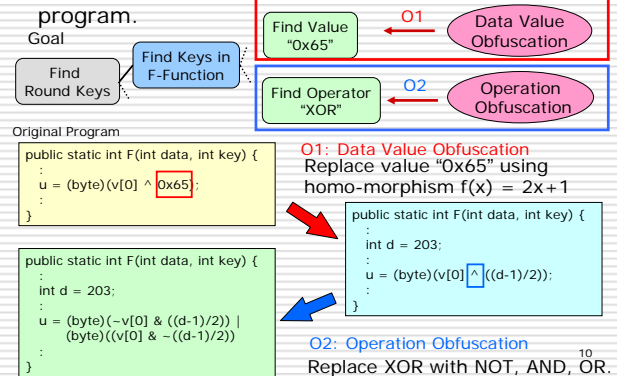 program.
Goal
Find
Round Keys
Find Keys in
F-Function
Find Value
“0x65”
O1
Data Value
Obfuscation
Find Operator
“XOR”
O2
Operation
Obfuscation
Original Program
public static int F(int data, int key) {
:
u = (byte)(v[0] ^ 0x65);
:
}
O1: Data Value Obfuscation
Replace value “0x65” using
homo-morphism f(x) = 2x+1
public static int F(int data, int key) {
:
int d = 203;
:
u = (byte)(v[0] ^ ((d-1)/2));
:
}
public static int F(int data, int key) {
:
int d = 203;
:
u = (byte)(~v[0] & ((d-1)/2)) |
(byte)((v[0] & ~((d-1)/2))
:
}
O2: Operation Obfuscation
Replace XOR with NOT, AND, OR.
10